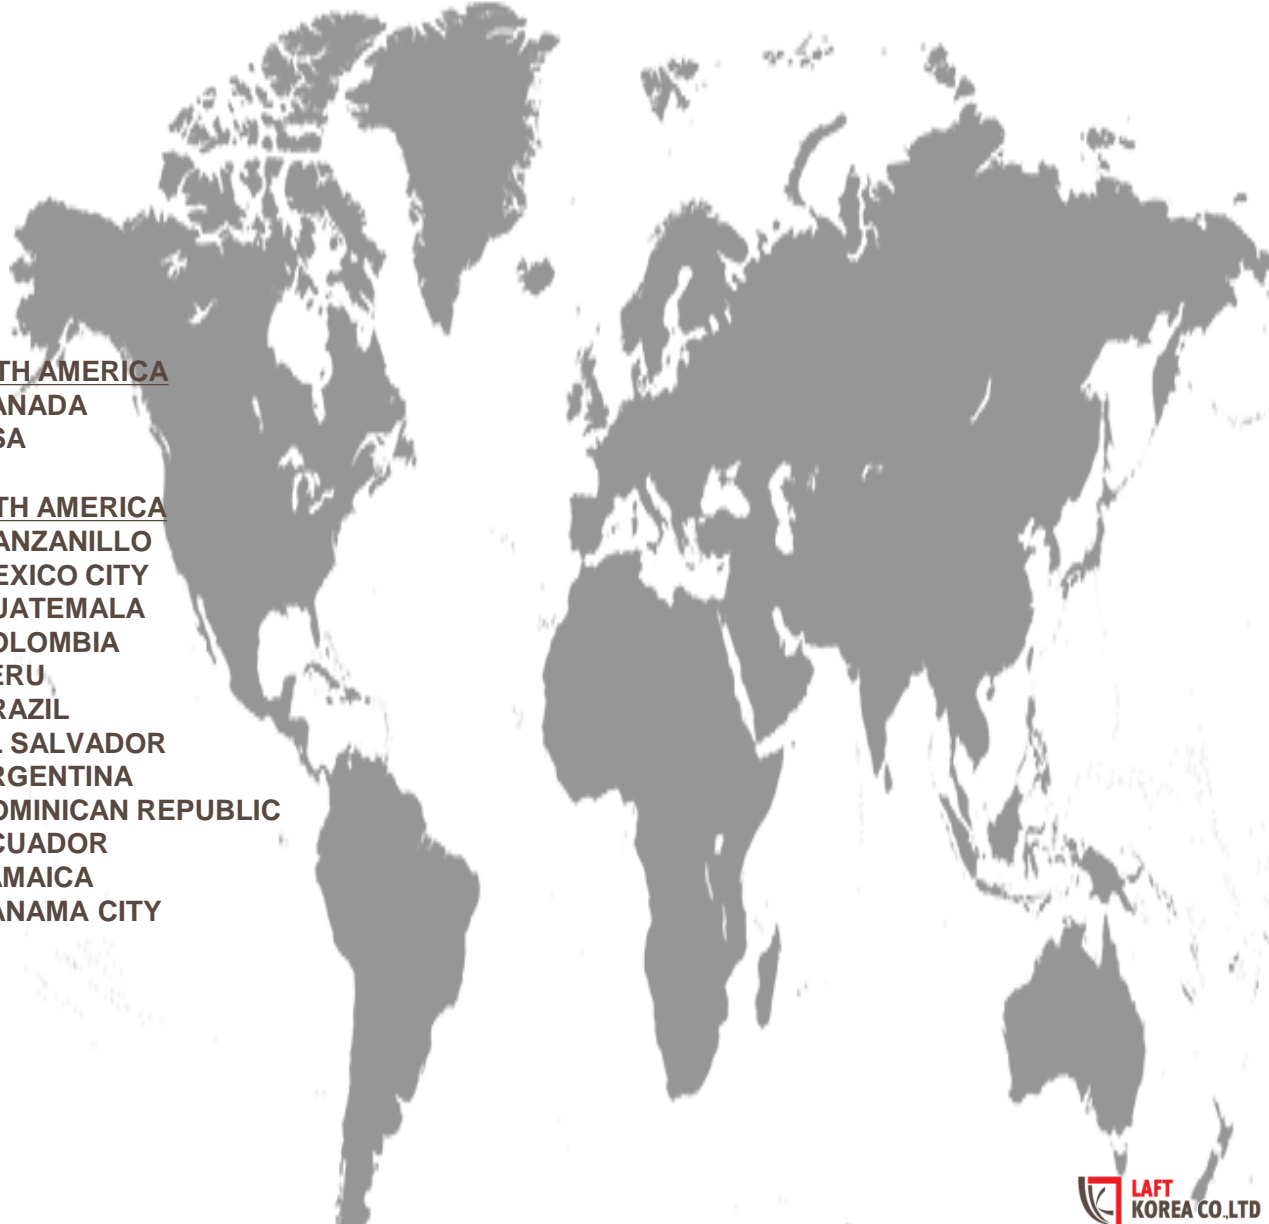 TH AMERICA
ANADA
SA
TH AMERICA
ANZANILLO
EXICO CITY
UATEMALA
OLOMBIA
ERU
RAZIL
L SALVADOR
RGENTINA
OMINICAN REPUBLIC
CUADOR
AMAICA
ANAMA CITY
LAFT
KOREA CO.,LTD